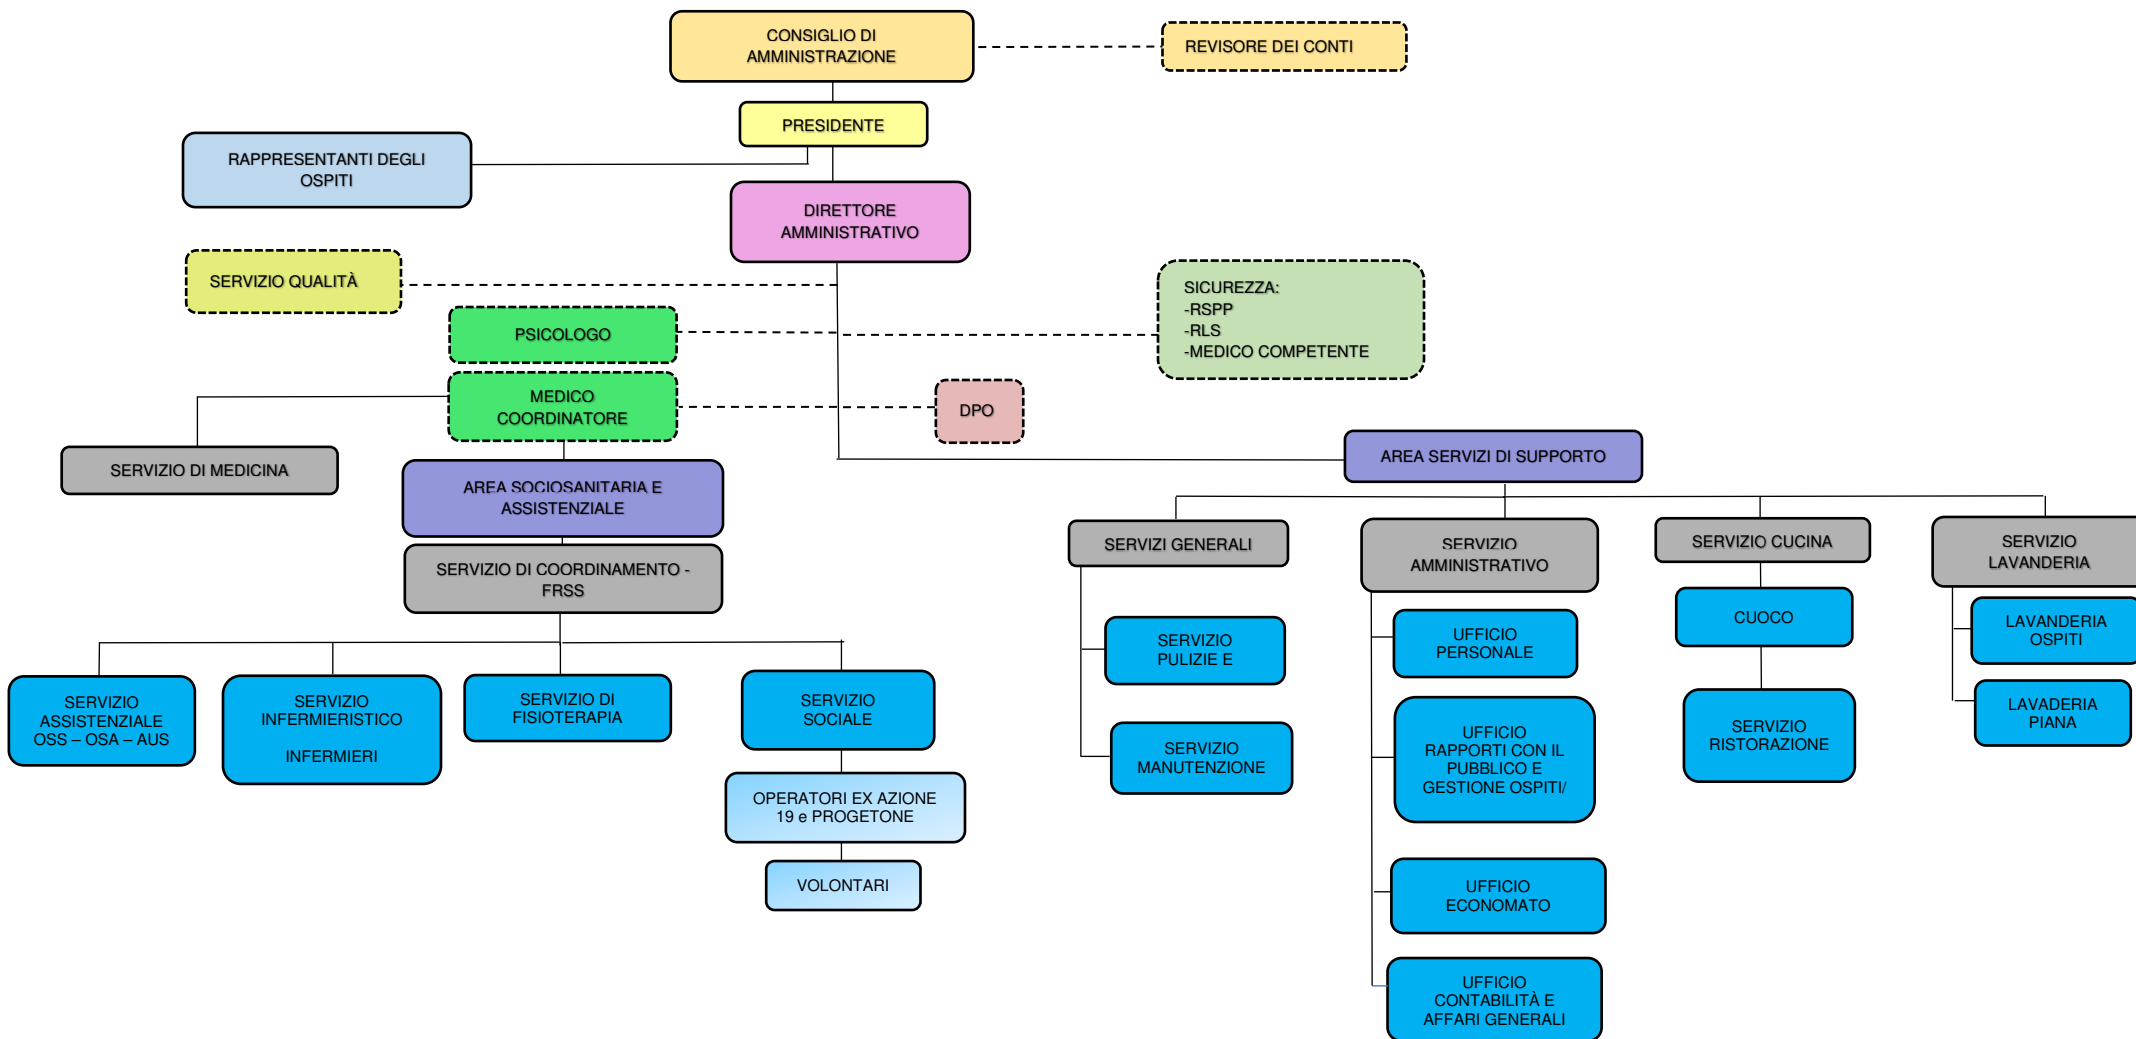 CONSIGLIO DI
AMMINISTRAZIONE
REVISORE DEI CONTI
PRESIDENTE
RAPPRESENTANTI DEGLI
OSPITI
DIRETTORE
AMMINISTRATIVO
SERVIZIO QUALITÀ
SICUREZZA:
-RSPP
-RLS
-MEDICO COMPETENTE
PSICOLOGO
MEDICO
COORDINATORE
DPO
SERVIZIO DI MEDICINA
AREA SERVIZI DI SUPPORTO
AREA SOCIOSANITARIA E
ASSISTENZIALE
SERVIZIO DI COORDINAMENTO -
FRSS
SERVIZI GENERALI
SERVIZIO
AMMINISTRATIVO
SERVIZIO CUCINA
SERVIZIO
LAVANDERIA
SERVIZIO
ASSISTENZIALE
OSS – OSA – AUS
SERVIZIO
INFERMIERISTICO
INFERMIERI
SERVIZIO DI
FISIOTERAPIA
SERVIZIO
SOCIALE
OPERATORI EX AZIONE
19 e PROGETONE
VOLONTARI
SERVIZIO
PULIZIE E
SERVIZIO
MANUTENZIONE
UFFICIO
PERSONALE
UFFICIO
RAPPORTI CON IL
PUBBLICO E
GESTIONE OSPITI/
UFFICIO
ECONOMATO
UFFICIO
CONTABILITÀ E
AFFARI GENERALI
CUOCO
SERVIZIO
RISTORAZIONE
LAVANDERIA
OSPITI
LAVADERIA
PIANA